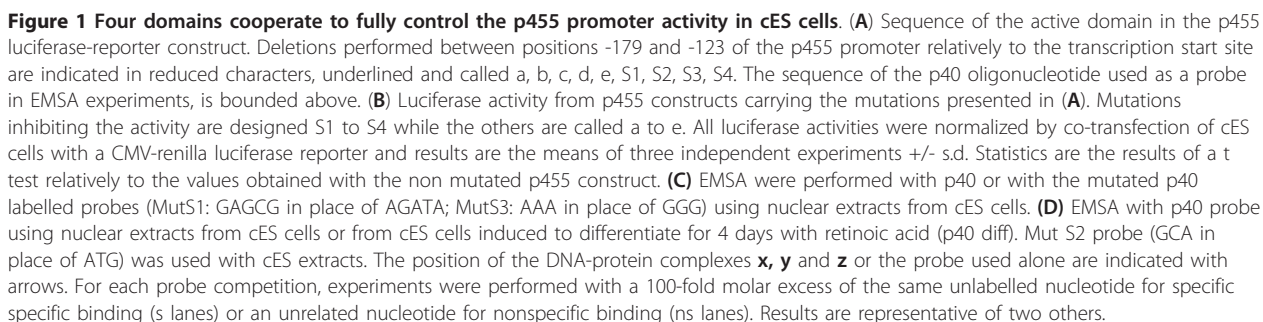 Figure 1 Four domains cooperate to fully control the p455 promoter activity in cES cells. (A) Sequence of the active domain in the p455
luciferase-reporter construct. Deletions performed between positions -179 and -123 of the p455 promoter relatively to the transcription start site
are indicated in reduced characters, underlined and called a, b, c, d, e, S1, S2, S3, S4. The sequence of the p40 oligonucleotide used as a probe
in EMSA experiments, is bounded above. (B) Luciferase activity from p455 constructs carrying the mutations presented in (A). Mutations
inhibiting the activity are designed S1 to S4 while the others are called a to e. All luciferase activities were normalized by co-transfection of cES
cells with a CMV-renilla luciferase reporter and results are the means of three independent experiments +/- s.d. Statistics are the results of a t
test relatively to the values obtained with the non mutated p455 construct. (C) EMSA were performed with p40 or with the mutated p40
labelled probes (MutS1: GAGCG in place of AGATA; MutS3: AAA in place of GGG) using nuclear extracts from cES cells. (D) EMSA with p40 probe
using nuclear extracts from cES cells or from cES cells induced to differentiate for 4 days with retinoic acid (p40 diff). Mut S2 probe (GCA in
place of ATG) was used with cES extracts. The position of the DNA-protein complexes x, y and z or the probe used alone are indicated with
arrows. For each probe competition, experiments were performed with a 100-fold molar excess of the same unlabelled nucleotide for specific
specific binding (s lanes) or an unrelated nucleotide for nonspecific binding (ns lanes). Results are representative of two others.